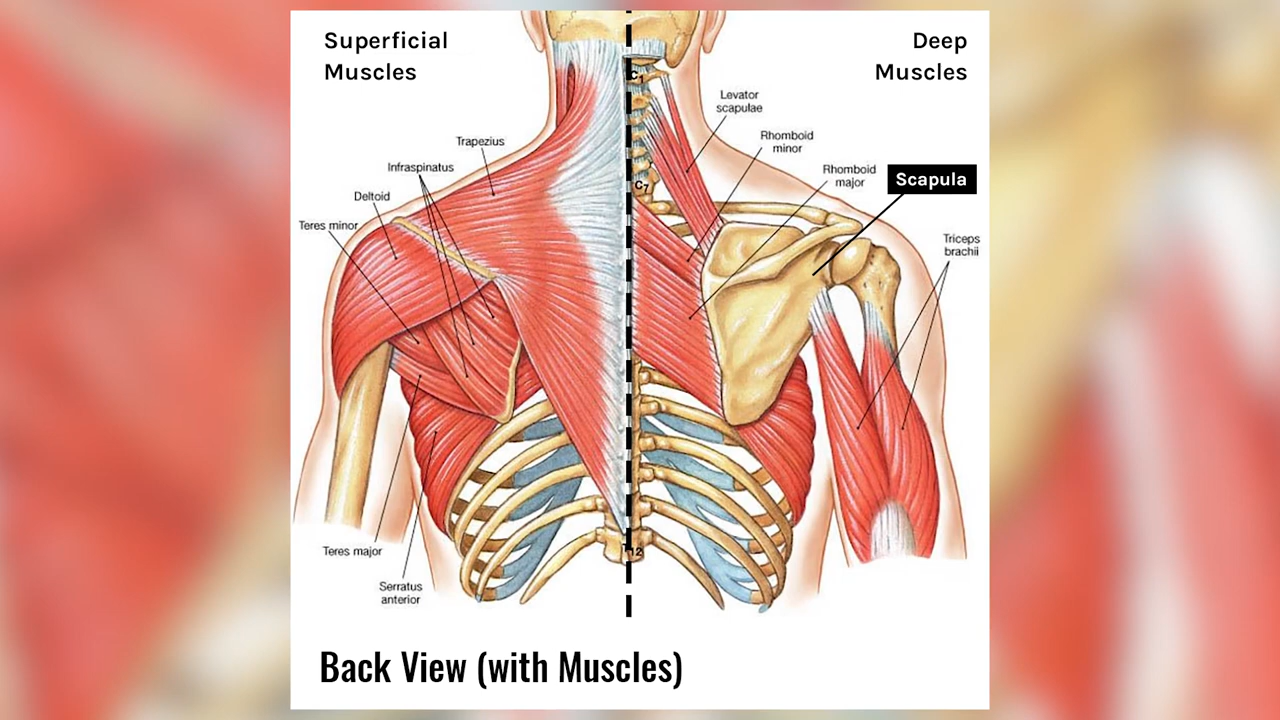 Superficial
Muscles
Deep
Muscles
C1
Levator
scapulae
Trapezius
Rhomboid
minor
Infraspinatus
Rhomboid
major
Scapula
C7
Deltoid
Teres minor
Triceps
brachii
Teres major
12
Serratus
anterior
Back View (with Muscles)